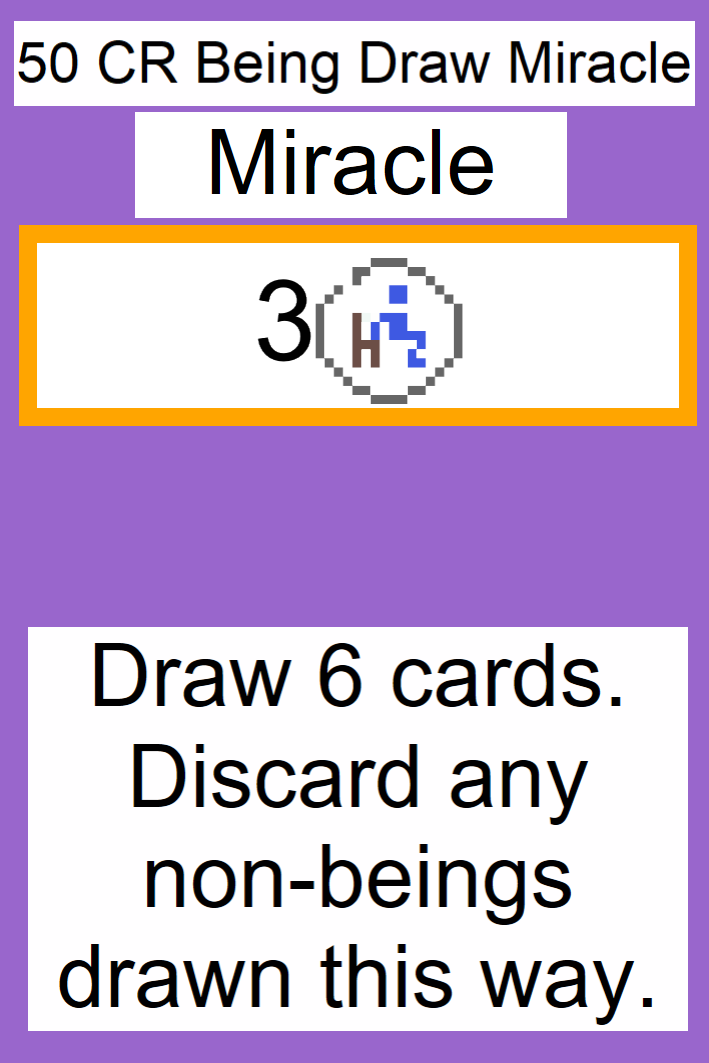 50 CR Being Draw Miracle
Miracle
3
Draw 6 cards.
Discard any
non-beings
drawn this way.